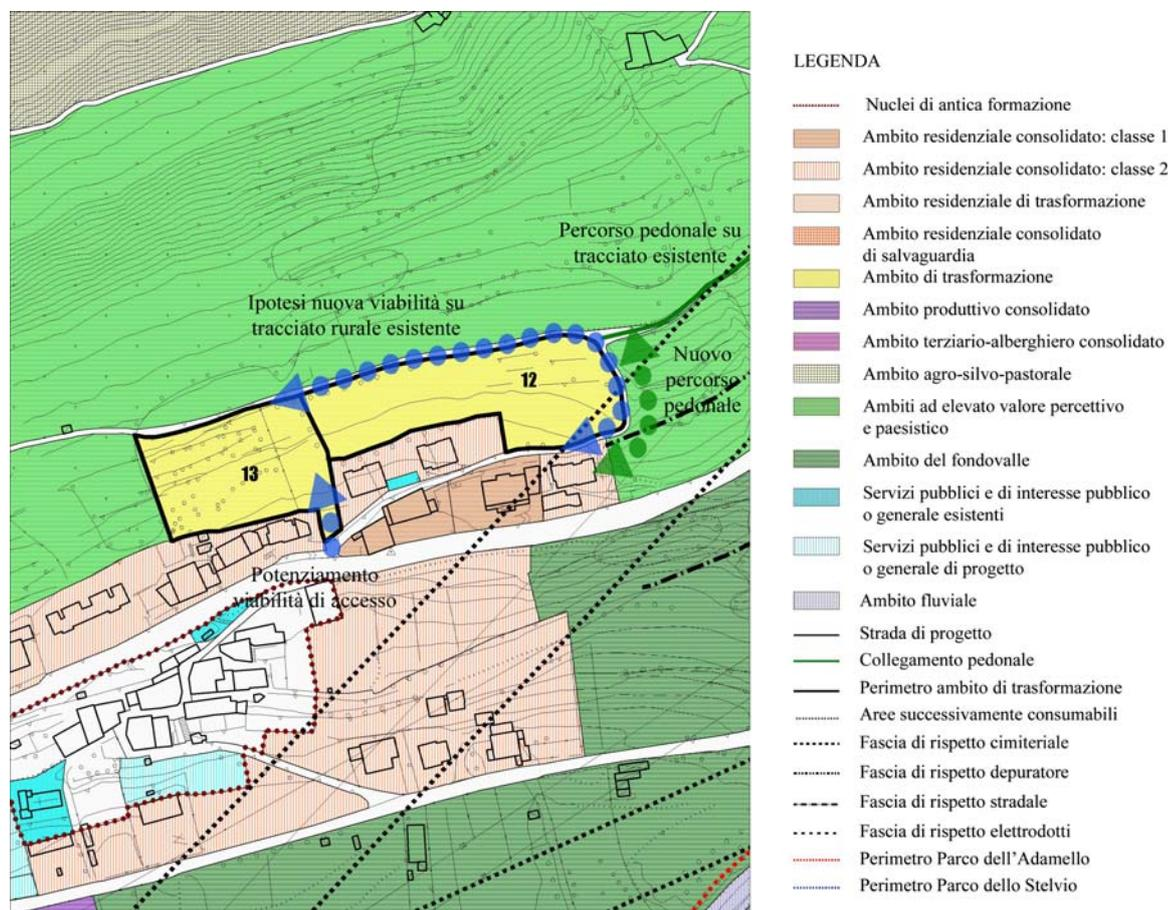 Percorso pedonale su
tracciato esistente
Ipotesi nuova viabilità su
tracciato rurale esistente
Nuovo
percorso
pedonale
12
13
Potenziamento
viabilità di accesso
LEGENDA
Nuclei di antica formazione
Ambito residenziale consolidato: classe 1
Ambito residenziale consolidato: classe 2
Ambito residenziale di trasformazione
Ambito residenziale consolidato
di salvaguardia
Ambito di trasformazione
Ambito produttivo consolidato
Ambito terziario-alberghiero consolidato
Ambito agro-silvo-pastorale
Ambiti ad elevato valore percettivo
e paesistico
Ambito del fondovalle
Servizi pubblici e di interesse pubblico
o generale esistenti
Servizi pubblici e di interesse pubblico
o generale di progetto
Ambito fluviale
Strada di progetto
Collegamento pedonale
Perimetro ambito di trasformazione
Aree successivamente consumabili
Fascia di rispetto cimiteriale
Fascia di rispetto depuratore
Fascia di rispetto stradale
Fascia di rispetto elettrodotti
Perimetro Parco dell'Adamello
Perimetro Parco dello Stelvio